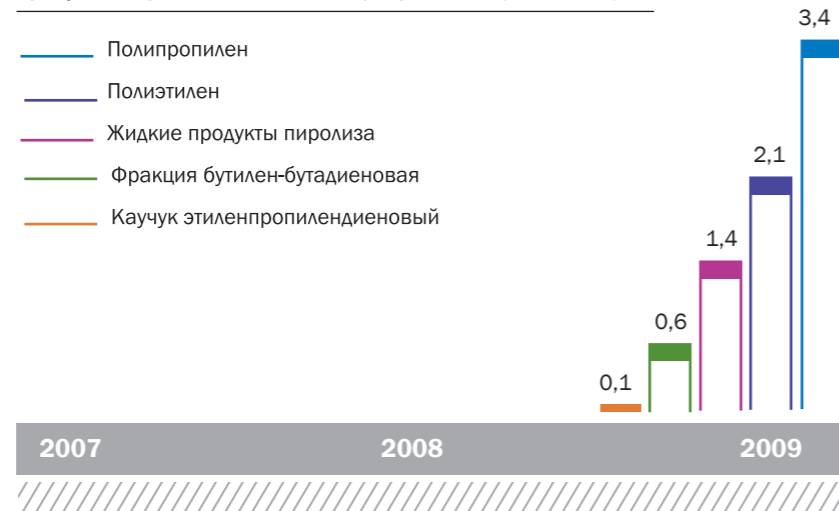 Полипропилен
Полиэтилен
Жидкие продукты пиролиза
Фракция бутилен-бутадиеновая
Каучук этиленпропилендиеновый
3,4
2,1
1,4
0,6
0,1
2007 2008 2009